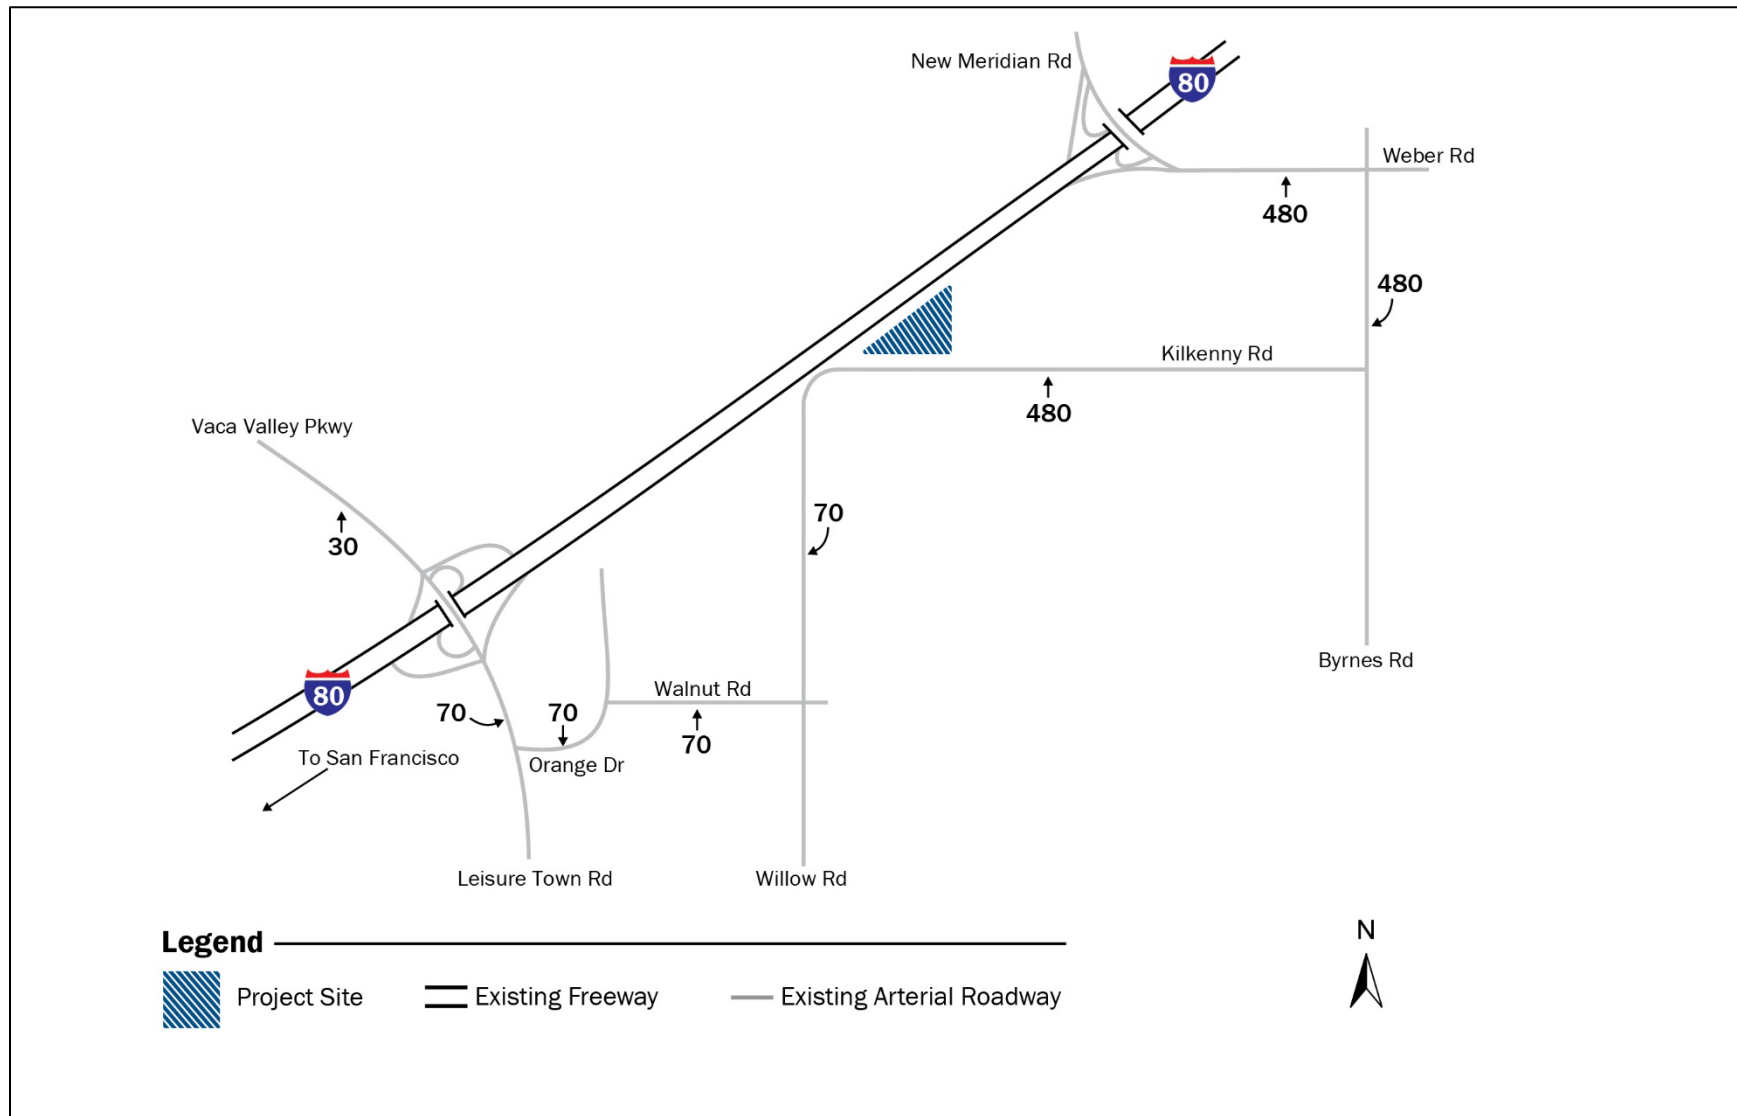 New Meridian Rd
80
Weber Rd
480
480
Kilkenny Rd
480
Vaca Valley Pkwy
30
70
Byrnes Rd
80
Walnut Rd
70
70
70
To San Francisco
Orange Dr
Leisure Town Rd
Willow Rd
Legend
N
Project Site
Existing Freeway
Existing Arterial Roadway